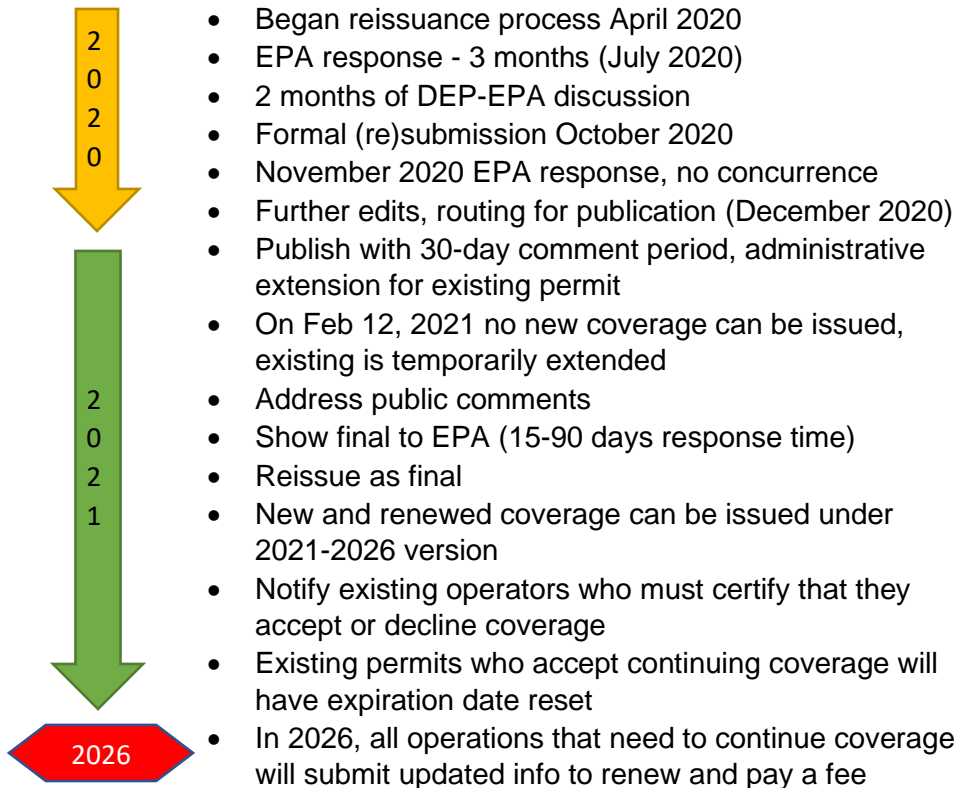 2
0
2
0
• Began reissuance process April 2020
• EPA response - 3 months (July 2020)
• 2 months of DEP-EPA discussion
• Formal (re)submission October 2020
• November 2020 EPA response, no concurrence
• Further edits, routing for publication (December 2020)
2
0
2
1
• Publish with 30-day comment period, administrative
extension for existing permit
• On Feb 12, 2021 no new coverage can be issued,
existing is temporarily extended
• Address public comments
• Show final to EPA (15-90 days response time)
• Reissue as final
• New and renewed coverage can be issued under
2021-2026 version
• Notify existing operators who must certify that they
accept or decline coverage
• Existing permits who accept continuing coverage will
have expiration date reset
2026
• In 2026, all operations that need to continue coverage
will submit updated info to renew and pay a fee